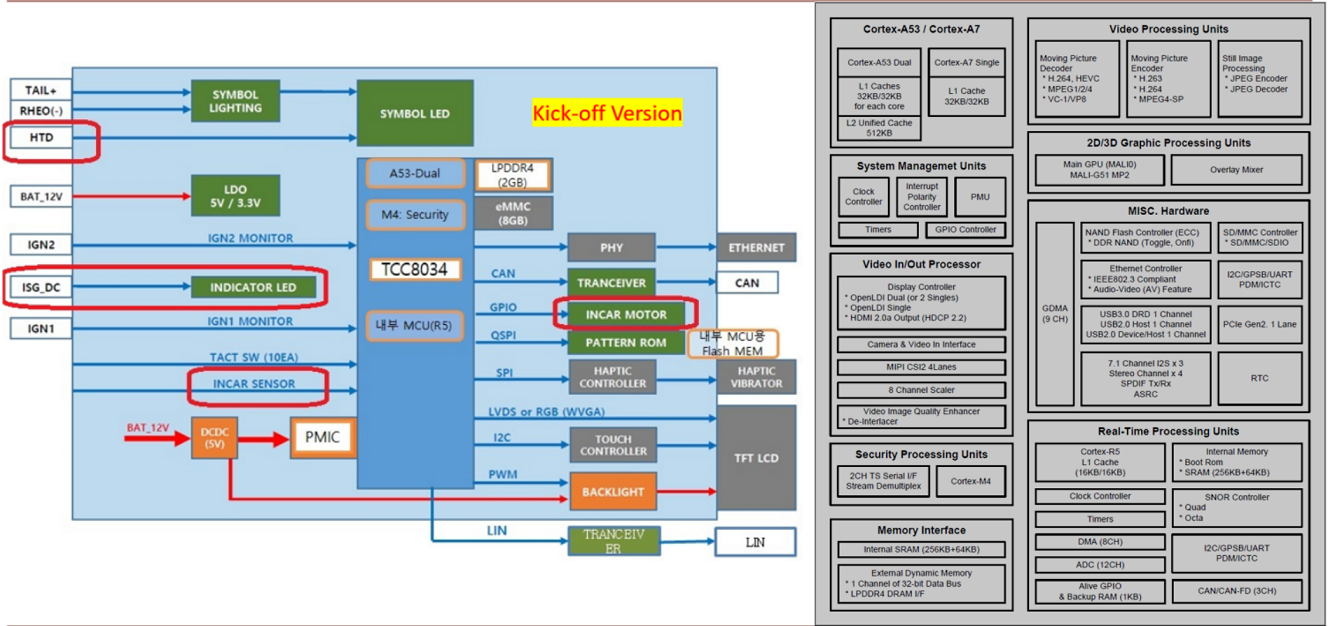 TAIL+
RHEO(-)
HTD
BAT_12V
IGN2
ISG_DC
IGN1
SYMBOL
LIGHTING
SYMBOL LED
Kick-off Version
LDO
5V / 3.3V
IGN2 MONITOR
INDICATOR LED
IGN1 MONITOR
TACT SW (10EA)
INCAR SENSOR
BAT_12V
DCDC
(5V)
PMIC
A53-Dual
M4: Security
TCC8034
내부 MCU(R5)
LPDDR4
(2GB)
eMMC
(8GB)
PHY
ETHERNET
CAN
TRANCEIVER
CAN
GPIO
INCAR MOTOR
QSPI
PATTERN ROM
내부 MCU용
Flash MEM
SPI
HAPTIC
CONTROLLER
HAPTIC
VIBRATOR
LVDS or RGB (WVGA)
I2C
TOUCH
CONTROLLER
TFT LCD
PWM
BACKLIGHT
LIN
TRANCEIV
ER
LIN
Cortex-A53 / Cortex-A7
Cortex-A53 Dual
L1 Caches
32KB/32KB
for each core
L2 Unified Cache
512KB
Cortex-A7 Single
L1 Cache
32KB/32KB
System Managemet Units
Clock
Controller
Interrupt
Polarity
Controller
PMU
Timers
GPIO Controller
Video In/Out Processor
Display Controller
* OpenLDI Dual (or 2 Singles)
* OpenLDI Single
* HDMI 2.0a Output (HDCP 2.2)
Camera & Video In Interface
MIPI CSI2 4Lanes
8 Channel Scaler
Video Image Quality Enhancer
* De-Interlacer
Security Processing Units
2CH TS Serial I/F
Stream Demultiplex
Cortex-M4
Memory Interface
Internal SRAM (256KB+64KB)
External Dynamic Memory
* 1 Channel of 32-bit Data Bus
* LPDDR4 DRAM I/F
Video Processing Units
Moving Picture
Decoder
* H.264, HEVC
* MPEG1/2/4
* VC-1/VP8
Moving Picture
Encoder
* H.263
* H.264
* MPEG4-SP
Still Image
Processing
* JPEG Encoder
* JPEG Decoder
2D/3D Graphic Processing Units
Main GPU (MALI0)
MALI-G51 MP2
Overlay Mixer
MISC. Hardware
GDMA
(9 CH)
NAND Flash Controller (ECC)
* DDR NAND (Toggle, Onfi)
SD/MMC Controller
* SD/MMC/SDIO
Ethernet Controller
* IEEE802.3 Compliant
* Audio-Video (AV) Feature
I2C/GPSB/UART
PDM/ICTC
USB3.0 DRD 1 Channel
USB2.0 Host 1 Channel
USB2.0 Device/Host 1 Channel
PCIe Gen2. 1 Lane
7.1 Channel I2S x 3
Stereo Channel x 4
SPDIF Tx/Rx
ASRC
RTC
Real-Time Processing Units
Cortex-R5
L1 Cache
(16KB/16KB)
Internal Memory
* Boot Rom
* SRAM (256KB+64KB)
Clock Controller
Timers
SNOR Controller
* Quad
* Octa
DMA (8CH)
ADC (12CH)
I2C/GPSB/UART
PDM/ICTC
Alive GPIO
& Backup RAM (1KB)
CAN/CAN-FD (3CH)